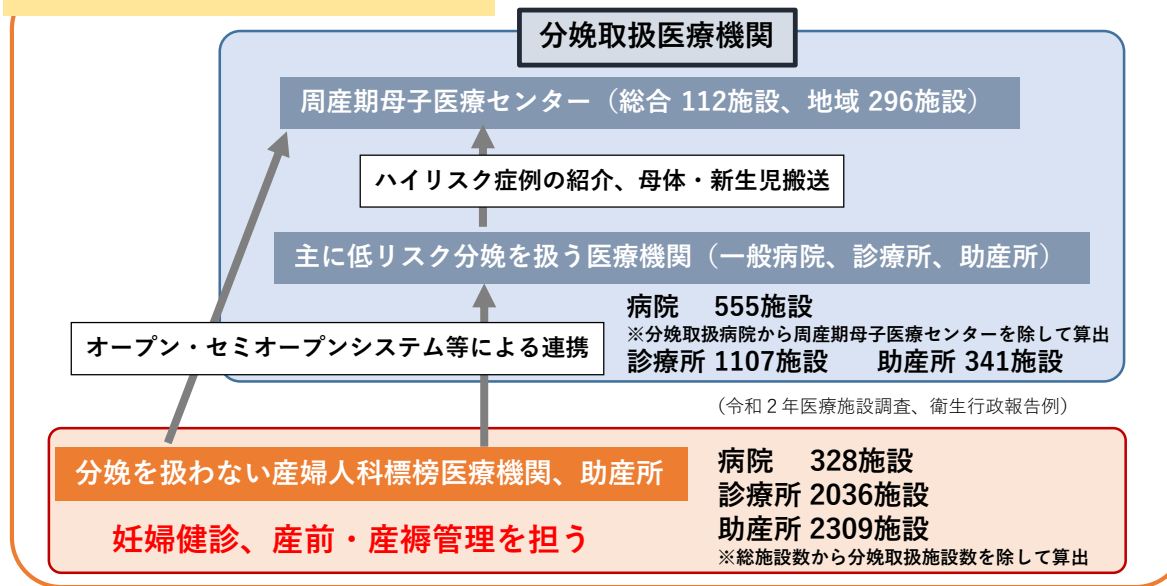 分娩取扱医療機関
周産期母子医療センター（総合 112施設、地域 296施設）
ハイリスク症例の紹介、母体・新生児搬送
主に低リスク分娩を扱う医療機関（一般病院、診療所、助産所）
病院 555施設
※分娩取扱病院から周産期母子医療センターを除して算出
診療所 1107施設 助産所 341施設
オープン・セミオープンシステム等による連携
（令和２年医療施設調査、衛生行政報告例）
分娩を扱わない産婦人科標榜医療機関、助産所
妊婦健診、産前・産褥管理を担う
病院 328施設
診療所 2036施設
助産所 2309施設
※総施設数から分娩取扱施設数を除して算出